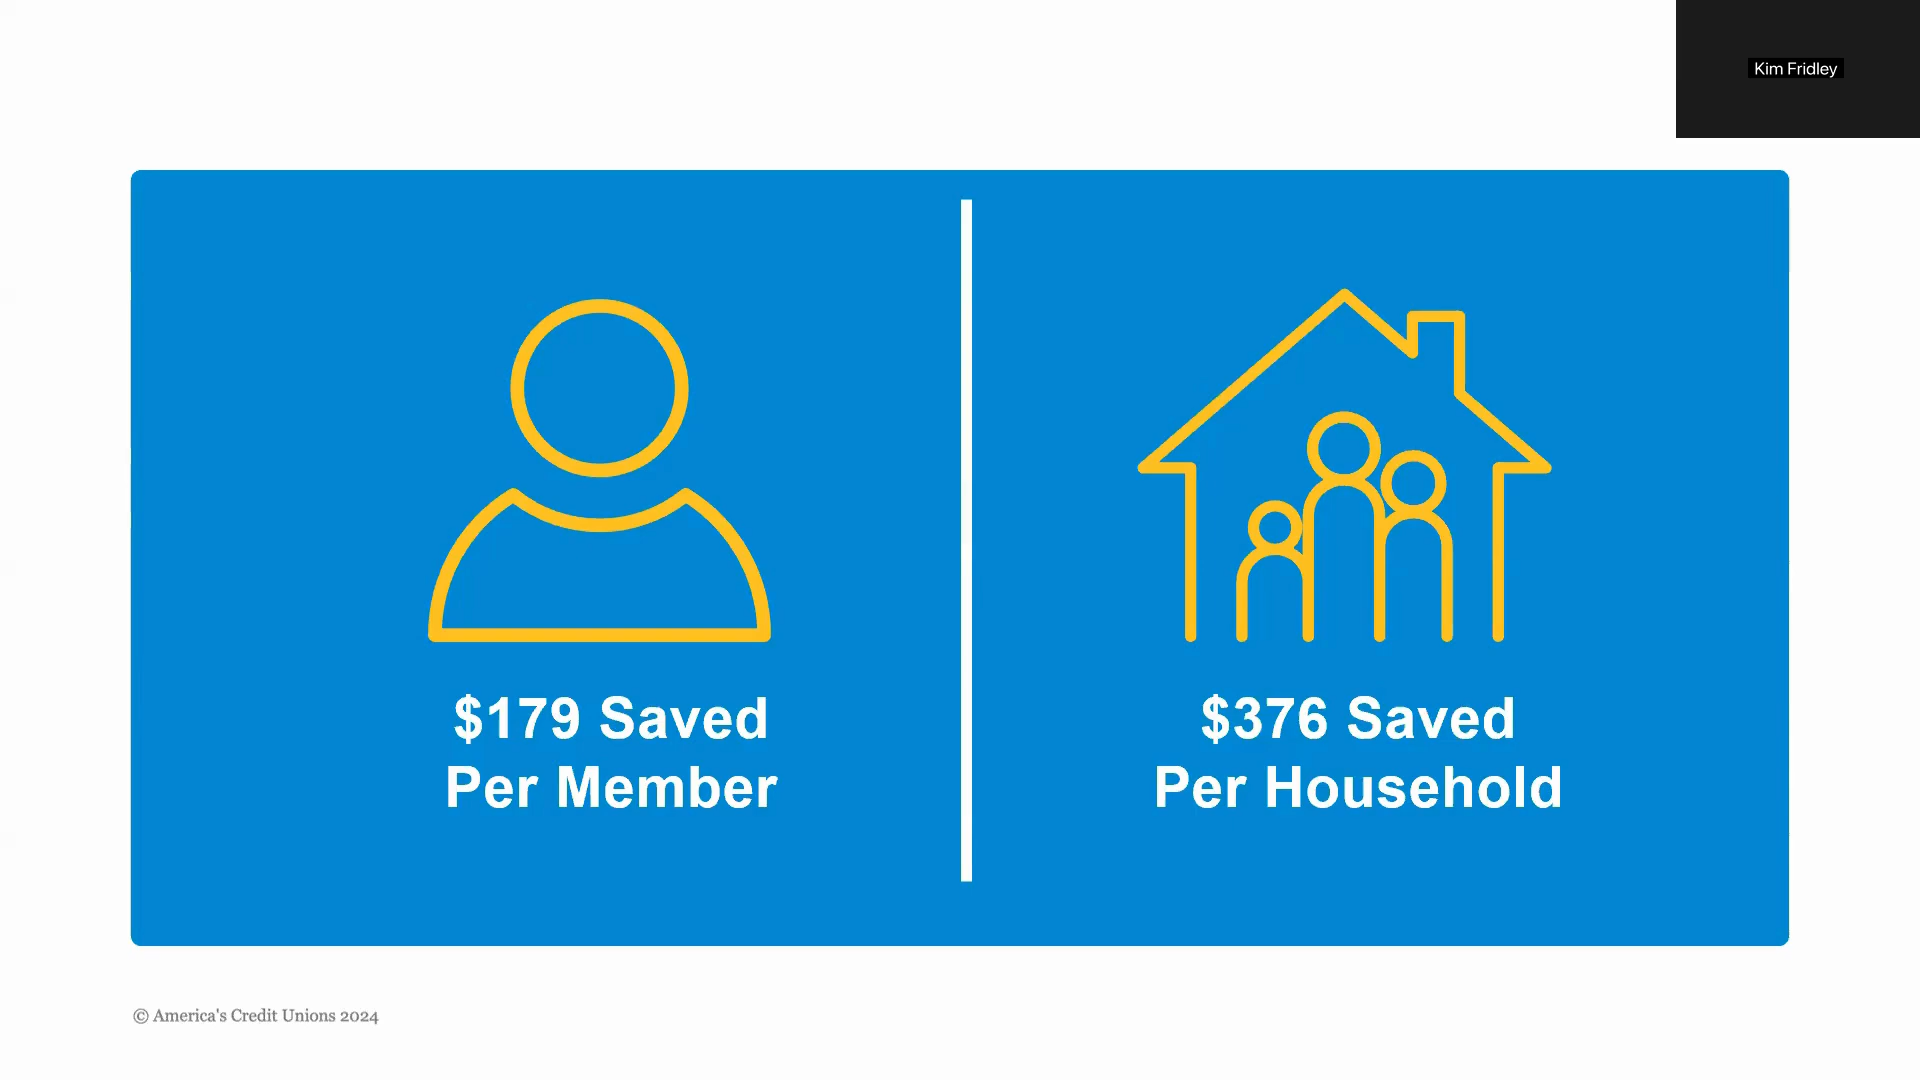 Kim Fridley
$179 Saved
Per Member
$376 Saved
Per Household
© America's Credit Unions 2024